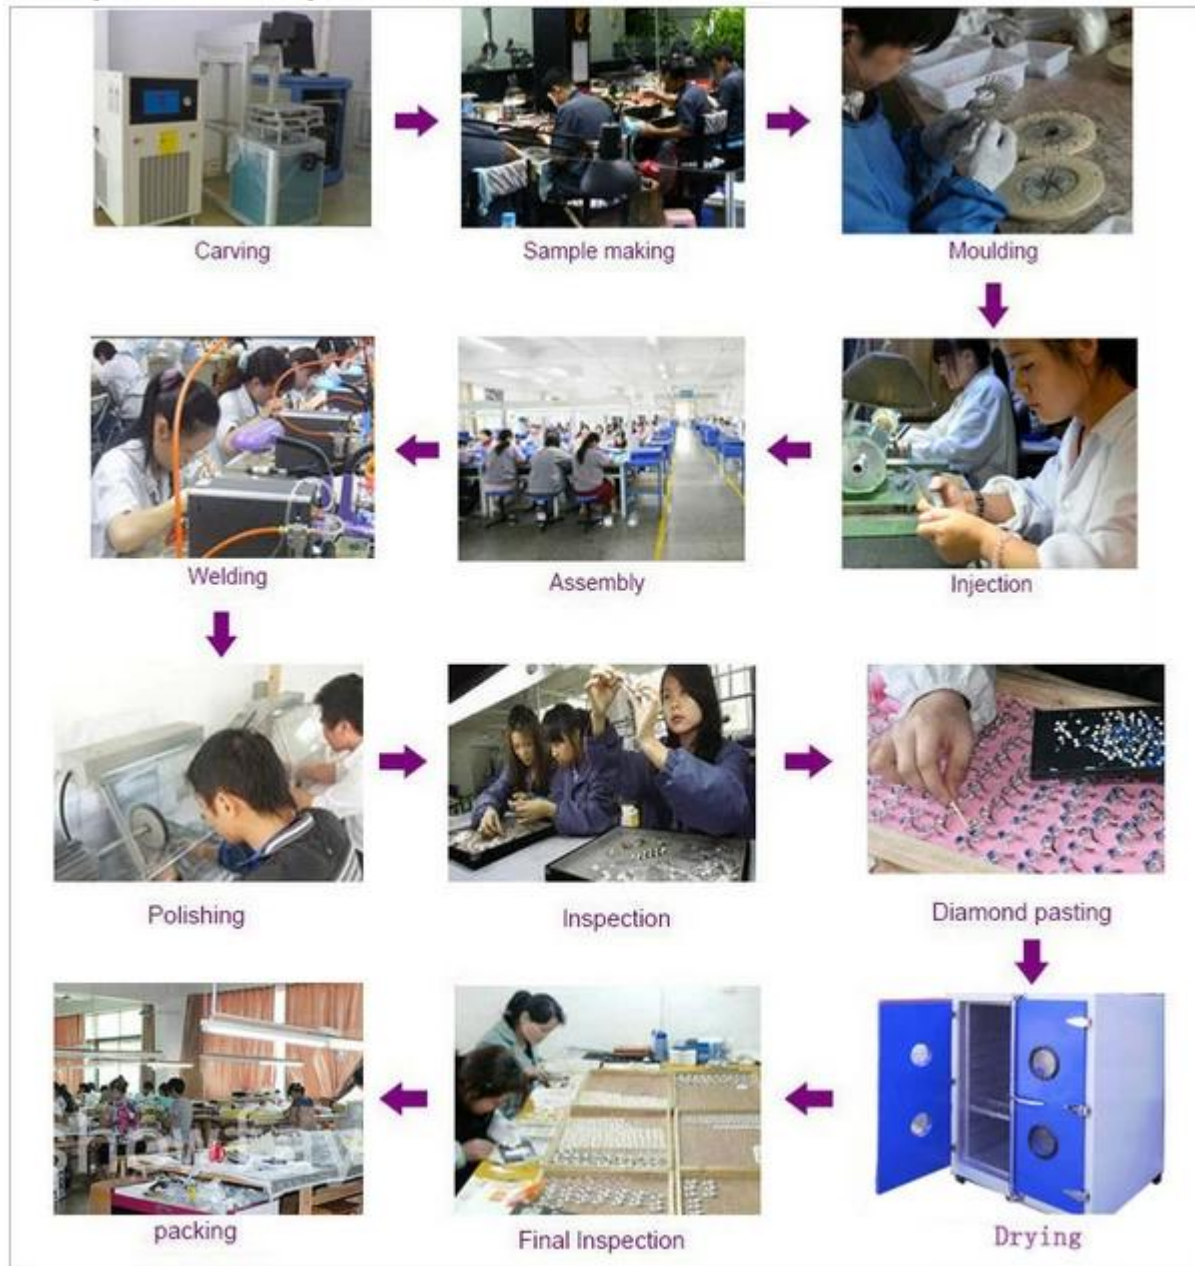 Carving
Sample making
Moulding
Welding
Assembly
Injection
Polishing
Inspection
Diamond pasting
packing
Final Inspection
Drying